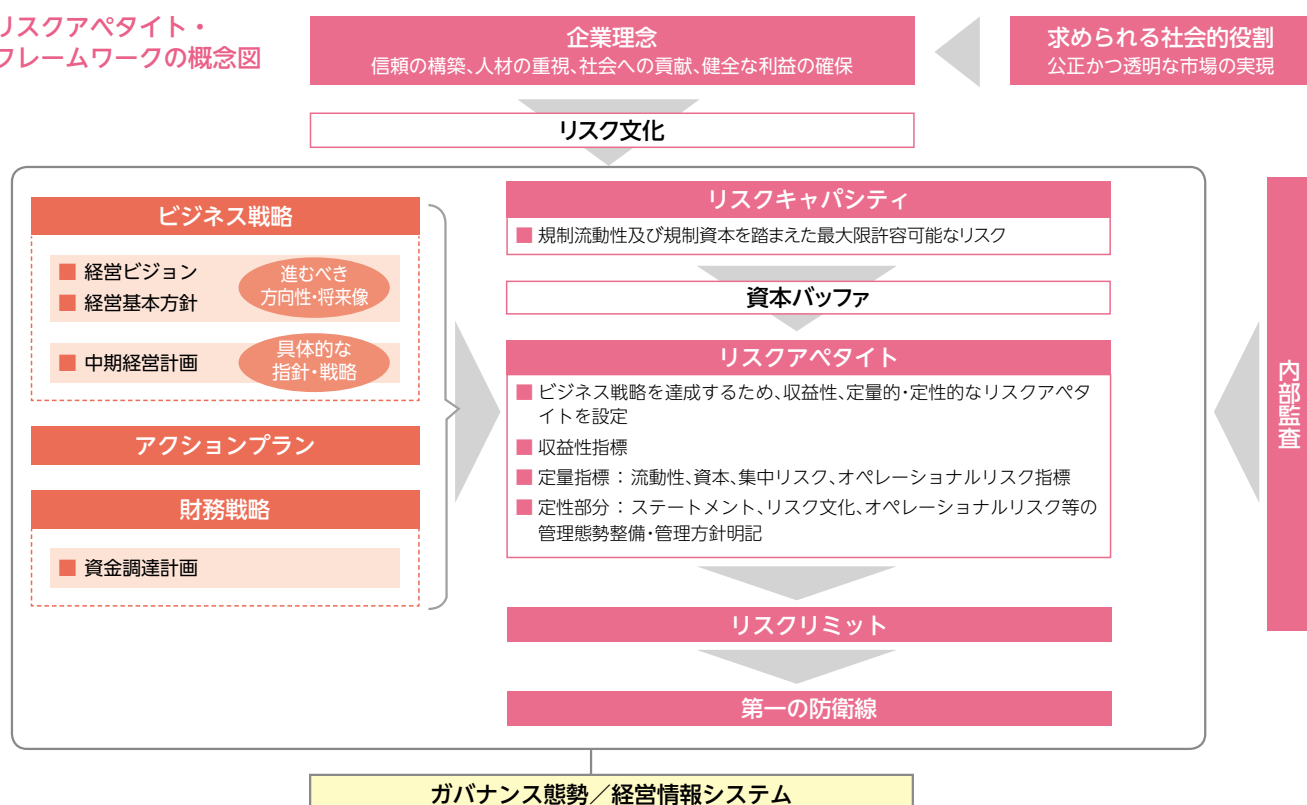 リスクアペタイト・
フレームワークの概念図
企業理念
信頼の構築、人材の重視、社会への貢献、健全な利益の確保
求められる社会的役割
公正かつ透明な市場の実現
リスク文化
ビジネス戦略
経営ビジョン
経営基本方針
進むべき
方向性・将来像
中期経営計画
具体的な
指針・戦略
アクションプラン
財務戦略
資金調達計画
リスクキャパシティ
規制流動性及び規制資本を踏まえた最大限許容可能なリスク
資本バッファ
リスクアペタイト
ビジネス戦略を達成するため、収益性、定量的・定性的なリスクアペタ
イトを設定
収益性指標
定量指標：流動性、資本、集中リスク、オペレーショナルリスク指標
定性部分：ステートメント、リスク文化、オペレーショナルリスク等の
管理態勢整備・管理方針明記
リスクリミット
第一の防衛線
内部監査
ガバナンス態勢／経営情報システム